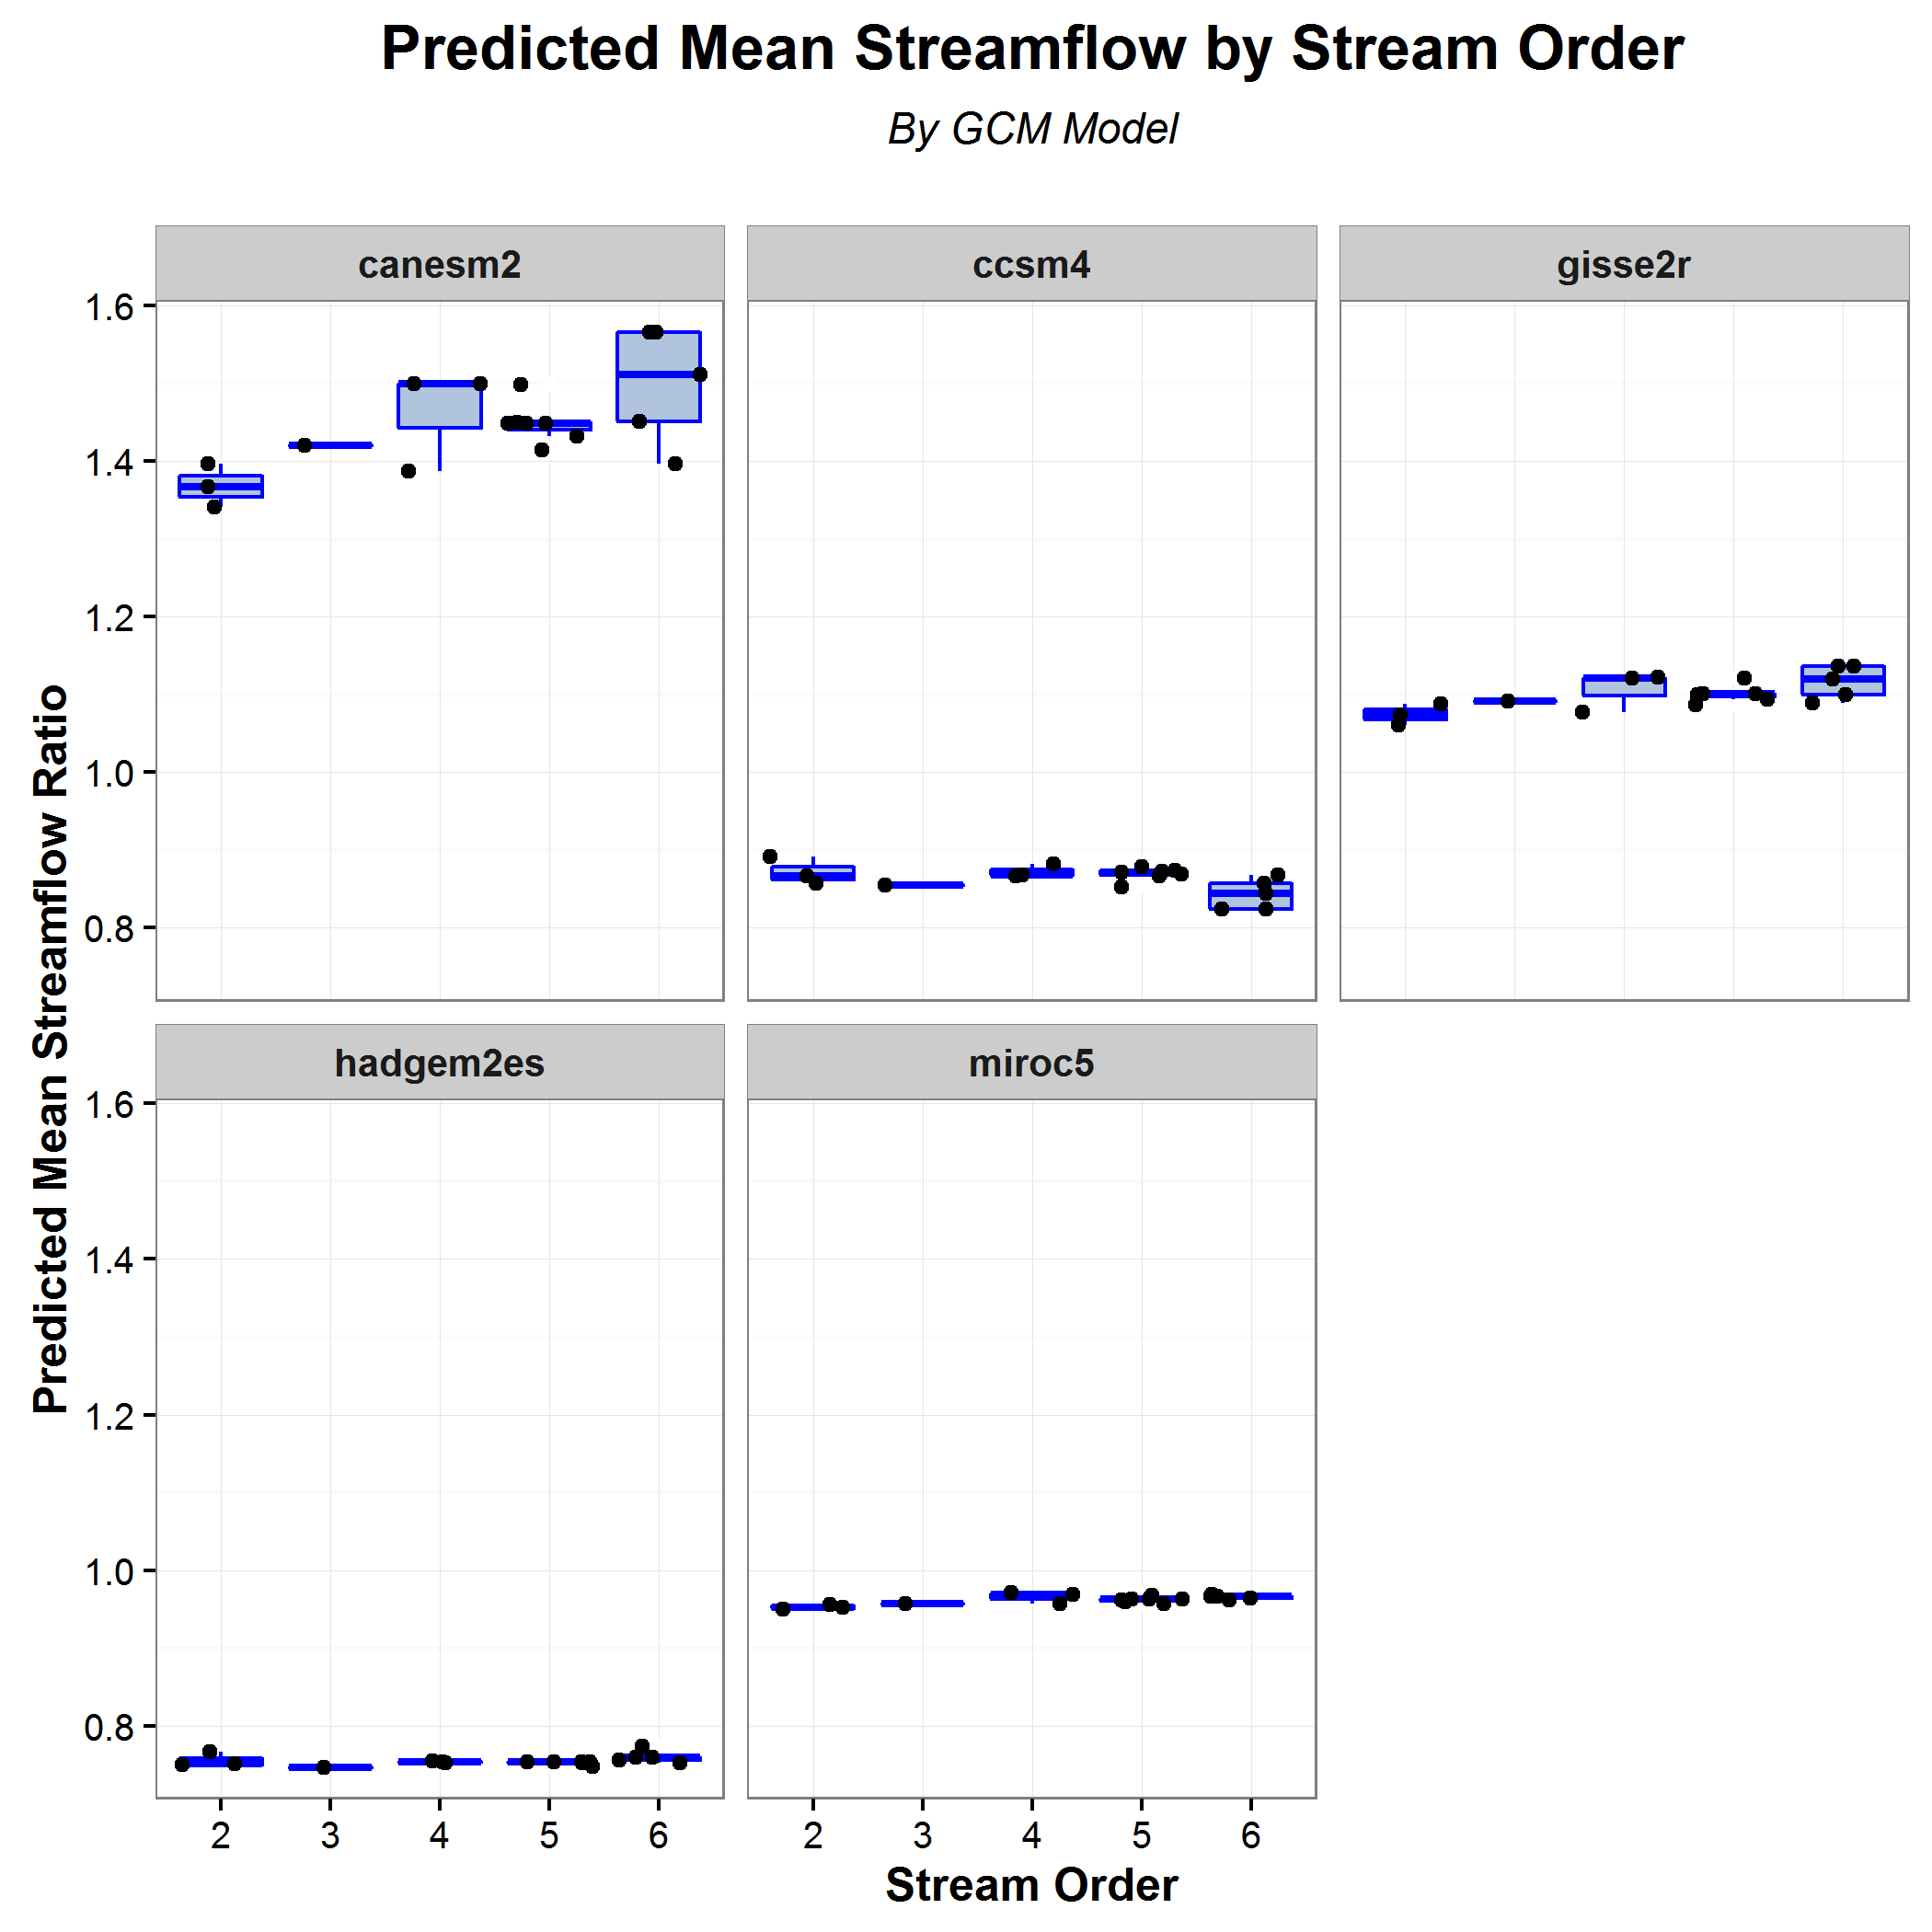 Predicted Mean Streamflow by Stream Order
By GCM Model
canesm2
ccsm4
gisse2r
1.6
1.4
1.2
1.0
0.8
hadgem2es
miroc5
1.6
1.4
1.2
1.0
0.8
2 3 4 5 6
2 3 4 5 6
Predicted Mean Streamflow Ratio
Stream Order